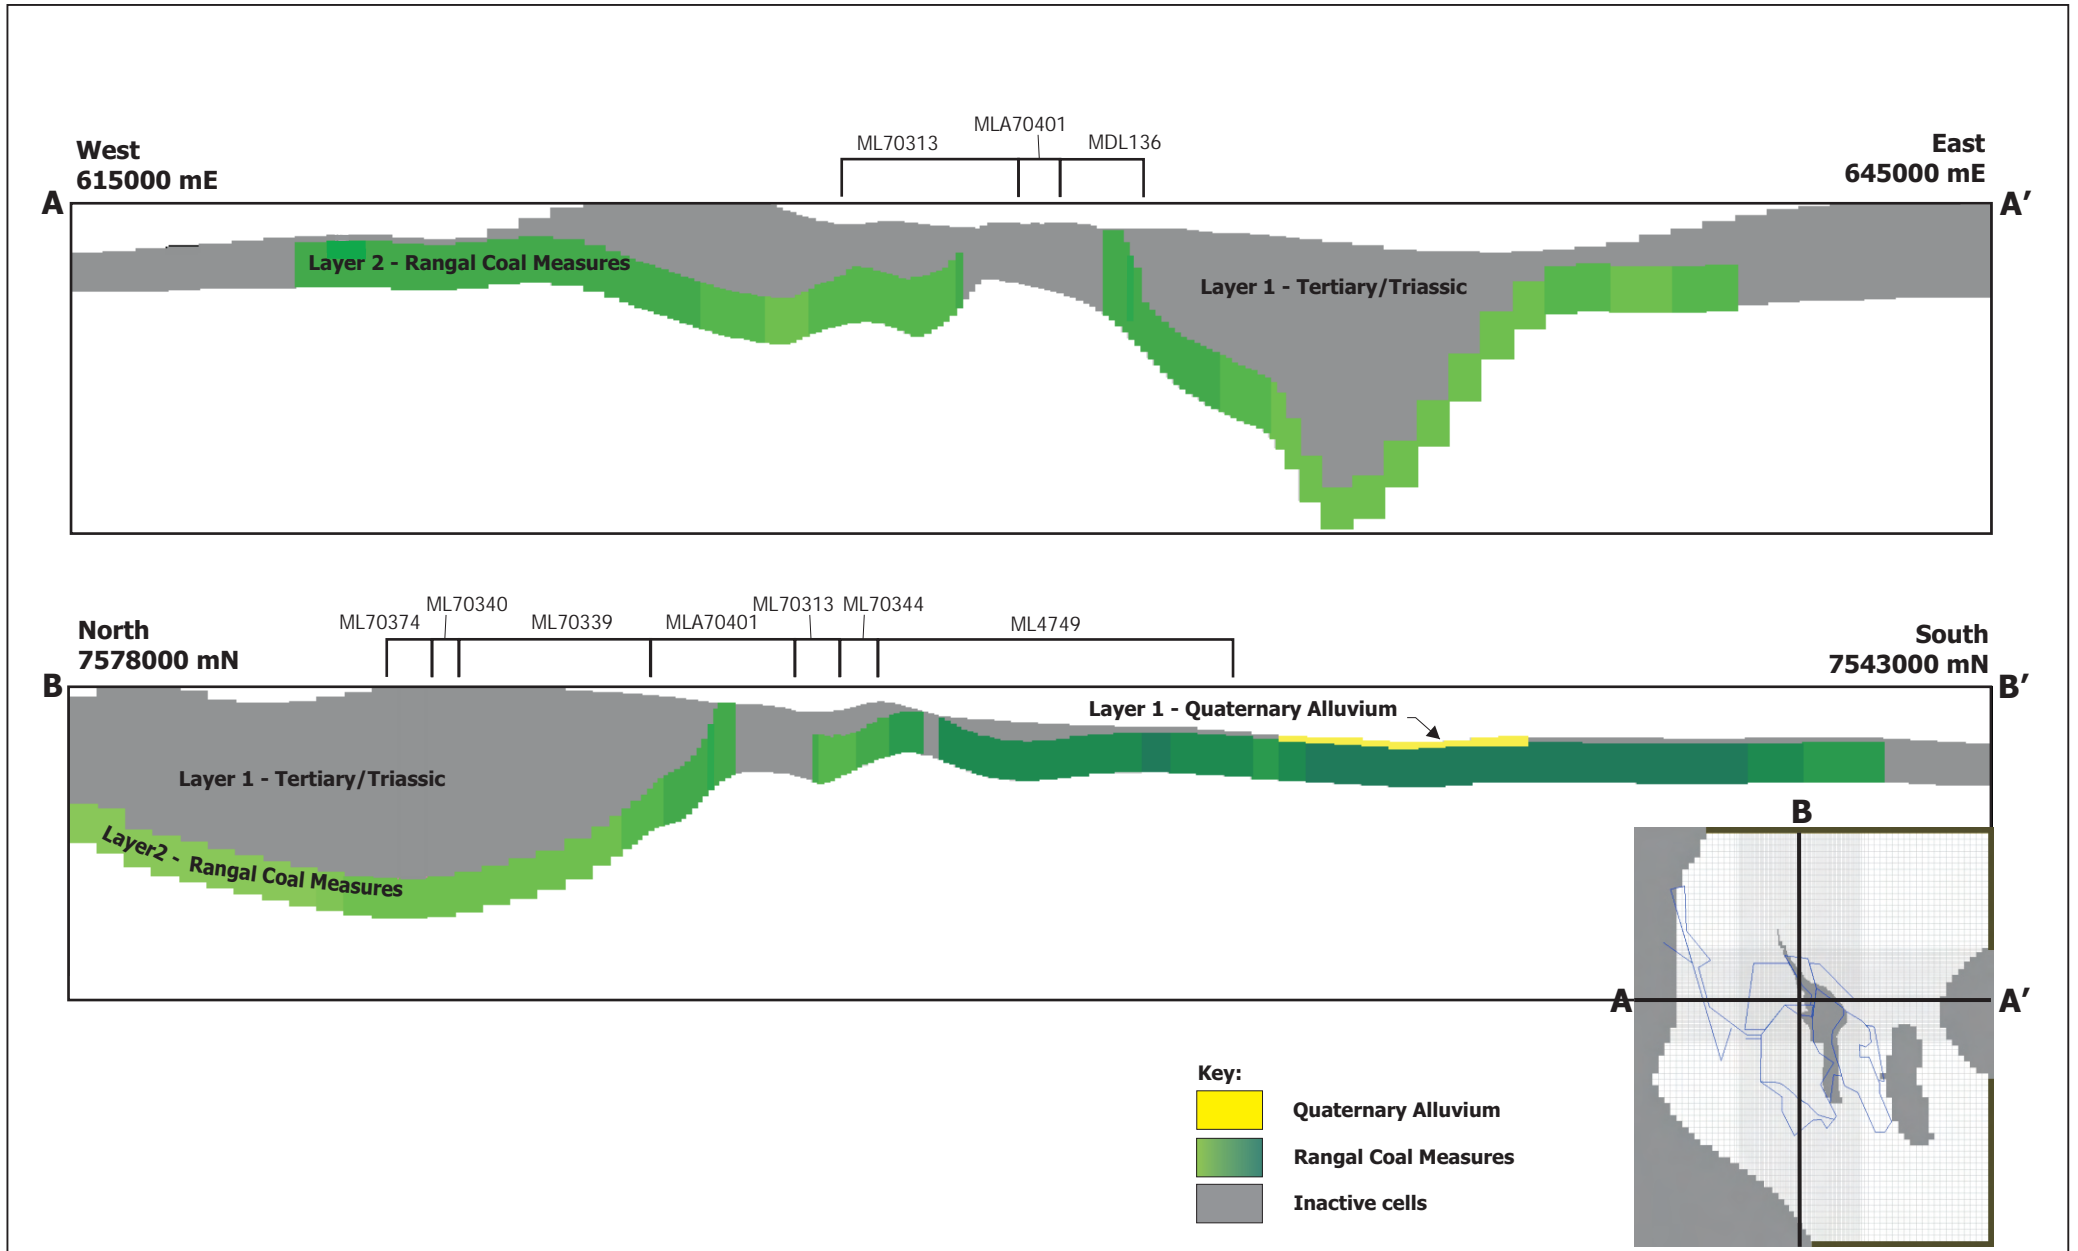 MLA70401
ML70313
MDL136
West
615000 mE
East
645000 mE
A
A′
Layer 2 - Rangal Coal Measures
Layer 1 - Tertiary/Triassic
ML70374
ML70340
ML70339
MLA70401
ML70313
ML70344
ML4749
North
7578000 mN
South
7543000 mN
B
B′
Layer 1 - Quaternary Alluvium
Layer 1 - Tertiary/Triassic
Layer2 - Rangal Coal Measures
B
A
A′
Key:
Quaternary Alluvium
Rangal Coal Measures
Inactive cells